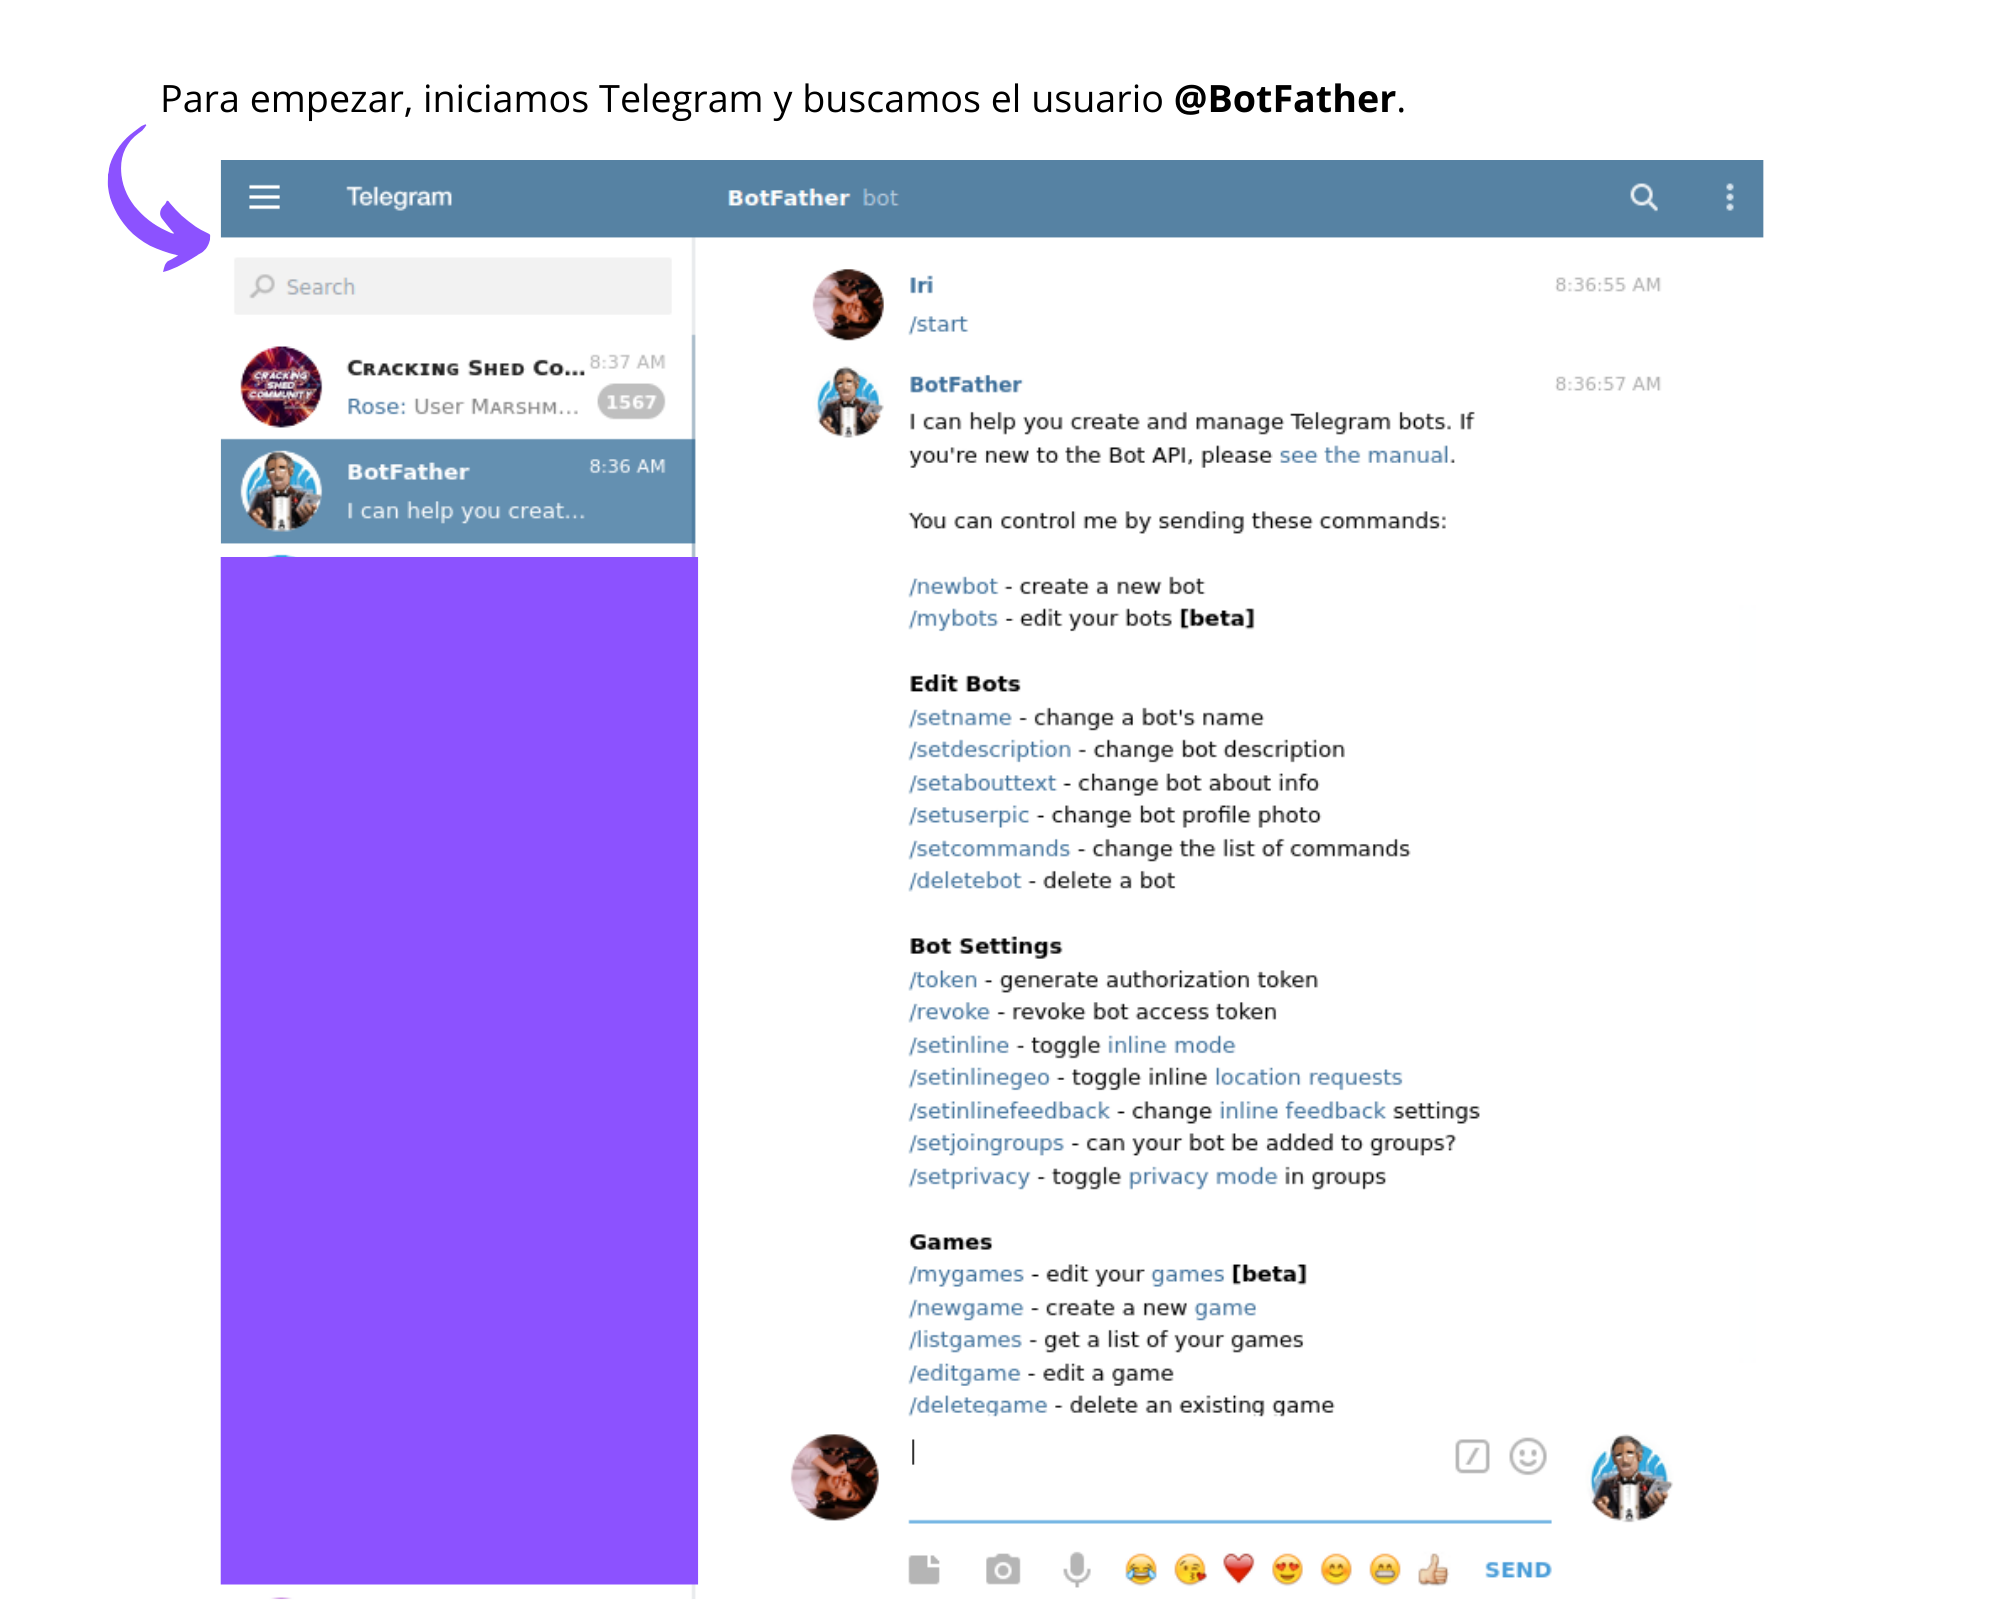 Para empezar, iniciamos Telegram y buscamos el usuario @BotFather.
Telegram
BotFather bot
Search
CRACKING SHED COMMUNITY
Cracking Shed Co... 8:37 AM
Rose: User Marshm... 1567
BotFather 8:36 AM
I can help you creat...
Iri 8:36:55 AM
/start
BotFather 8:36:57 AM
I can help you create and manage Telegram bots. If
you're new to the Bot API, please see the manual.
You can control me by sending these commands:
/newbot - create a new bot
/mybots - edit your bots [beta]
Edit Bots
/setname - change a bot's name
/setdescription - change bot description
/setabouttext - change bot about info
/setuserpic - change bot profile photo
/setcommands - change the list of commands
/deletebot - delete a bot
Bot Settings
/token - generate authorization token
/revoke - revoke bot access token
/setinline - toggle inline mode
/setinlinegeo - toggle inline location requests
/setinlinefeedback - change inline feedback settings
/setjoingroups - can your bot be added to groups?
/setprivacy - toggle privacy mode in groups
Games
/mygames - edit your games [beta]
/newgame - create a new game
/listgames - get a list of your games
/editgame - edit a game
/deletegame - delete an existing game
SEND